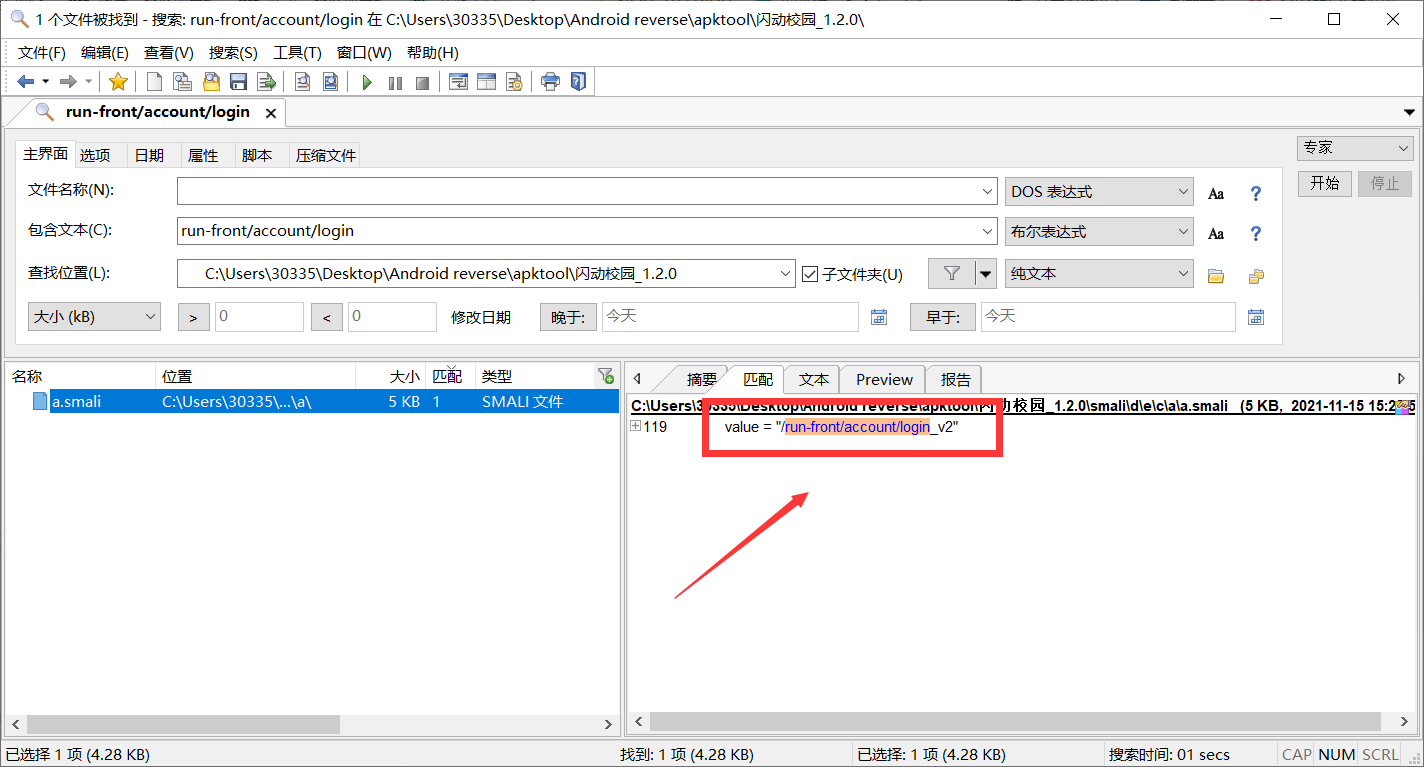 1 个文件被找到 - 搜索: run-front/account/login 在 C:\Users\30335\Desktop\Android reverse\apktool\闪动校园_1.2.0\
文件(F) 编辑(E) 查看(V) 搜索(S) 工具(T) 窗口(W) 帮助(H)
run-front/account/login
主界面 选项 日期 属性 脚本 压缩文件 专家
文件名称(N): DOS 表达式 Aa ? 开始 停止
包含文本(C): run-front/account/login 布尔表达式 Aa ?
查找位置(L): C:\Users\30335\Desktop\Android reverse\apktool\闪动校园_1.2.0 子文件夹(U) 纯文本
大小 (kB) > 0 < 0 修改日期 晚于: 今天 早于: 今天
名称 位置 大小 匹配 类型 摘要 匹配 文本 Preview 报告
a.smali C:\Users\30335\...\a\ 5 KB 1 SMALI 文件
C:\Users\30335\Desktop\Android reverse\apktool\闪动校园_1.2.0\smali\d\e\c\a\a.smali (5 KB, 2021-11-15
119 value = "/run-front/account/login_v2"
已选择 1 项 (4.28 KB) 找到: 1 项 (4.28 KB) 已选择: 1 项 (4.28 KB) 搜索时间: 01 secs CAP NUM SCRL